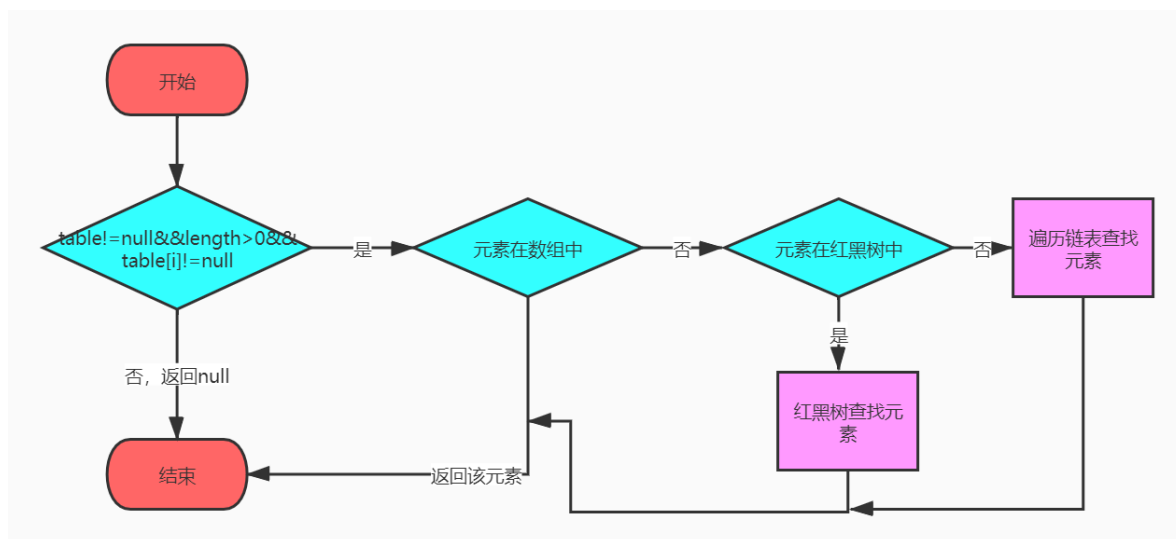 开始
table!=null&&length>0&&
table[i]!=null
是
元素在数组中
否
元素在红黑树中
否
遍历链表查找
元素
是
否，返回null
红黑树查找元
素
返回该元素
结束